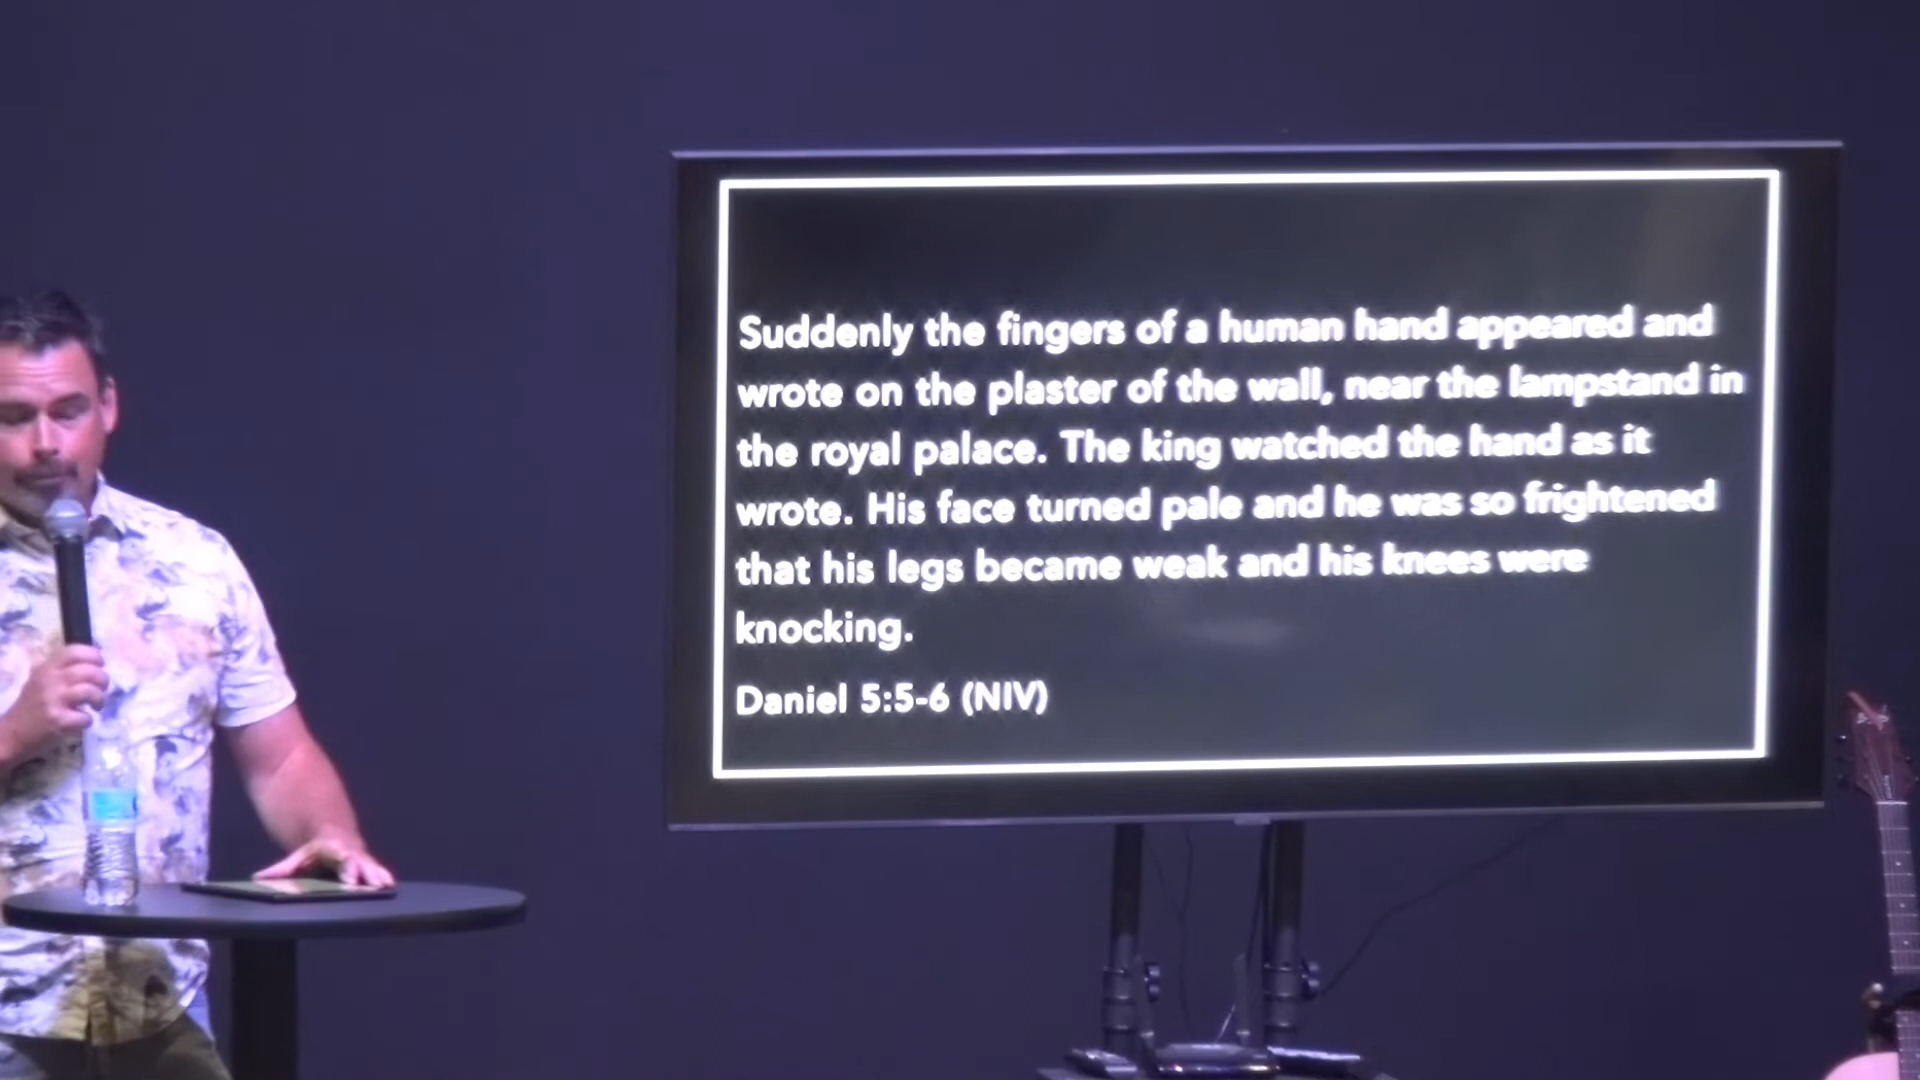 Suddenly the fingers of a human hand appeared and
wrote on the plaster of the wall, near the lampstand in
the royal palace. The king watched the hand as it
wrote. His face turned pale and he was so frightened
that his legs became weak and his knees were
knocking.
Daniel 5:5-6 (NIV)